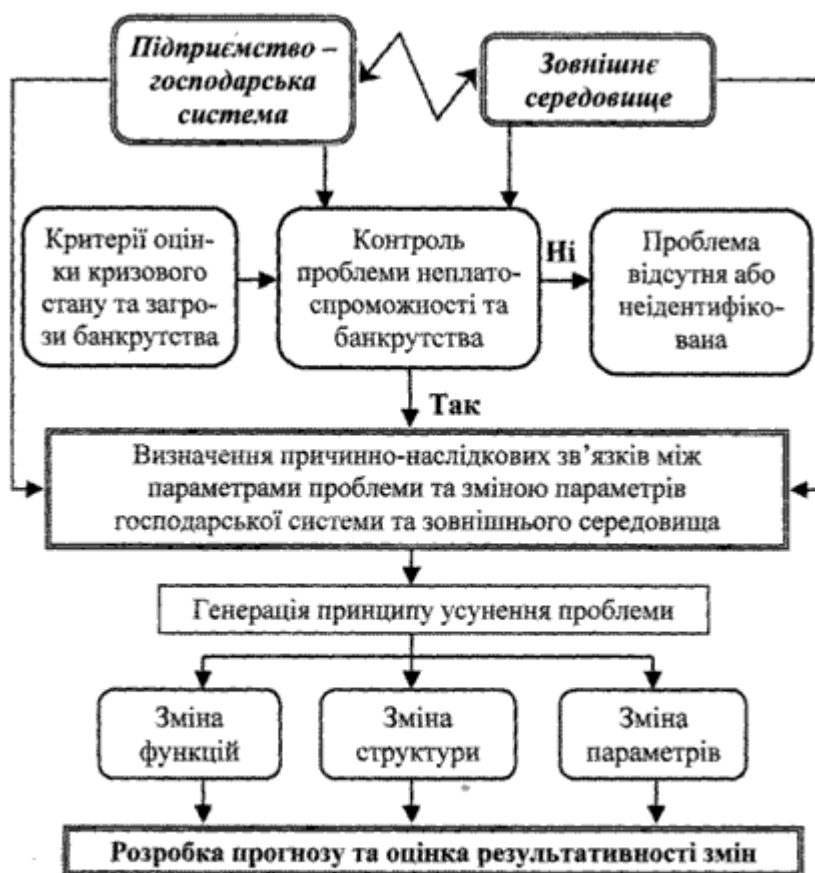 Підприємство –
господарська
система
Зовнішнє
середовище
Критерії оцін-
ки кризового
стану та загро-
зи банкрутства
Контроль
проблеми неплато-
спроможності та
банкрутства
Ні
Проблема
відсутня або
неідентифіко-
вана
Так
Визначення причинно-наслідкових зв’язків між
параметрами проблеми та зміною параметрів
господарської системи та зовнішнього середовища
Генерація принципу усунення проблеми
Зміна
функцій
Зміна
структури
Зміна
параметрів
Розробка прогнозу та оцінка результативності змін